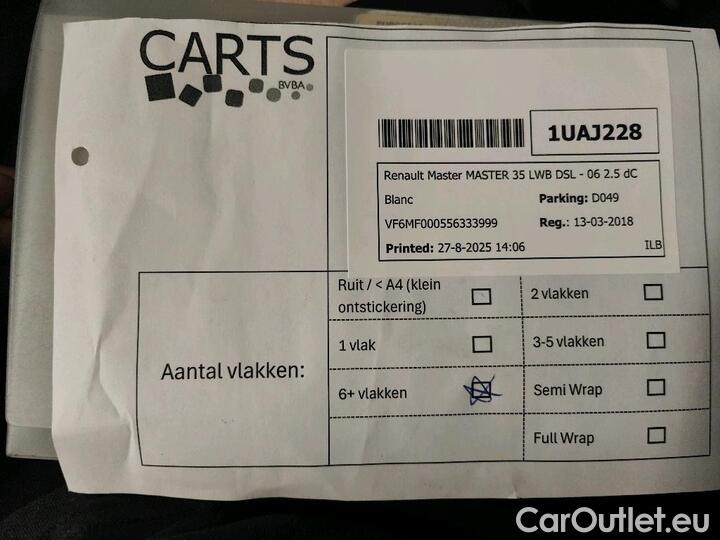 CARTS
BVBA
1UAJ228
Renault Master MASTER 35 LWB DSL - 06 2.5 dC
Blanc Parking: D049
VF6MF000556333999 Reg.: 13-03-2018
Printed: 27-8-2025 14:06 ILB
Aantal vlakken:
Ruit / < A4 (klein
ontstickering)
2 vlakken
1 vlak
3-5 vlakken
6+ vlakken
Semi Wrap
Full Wrap
CarOutlet.eu